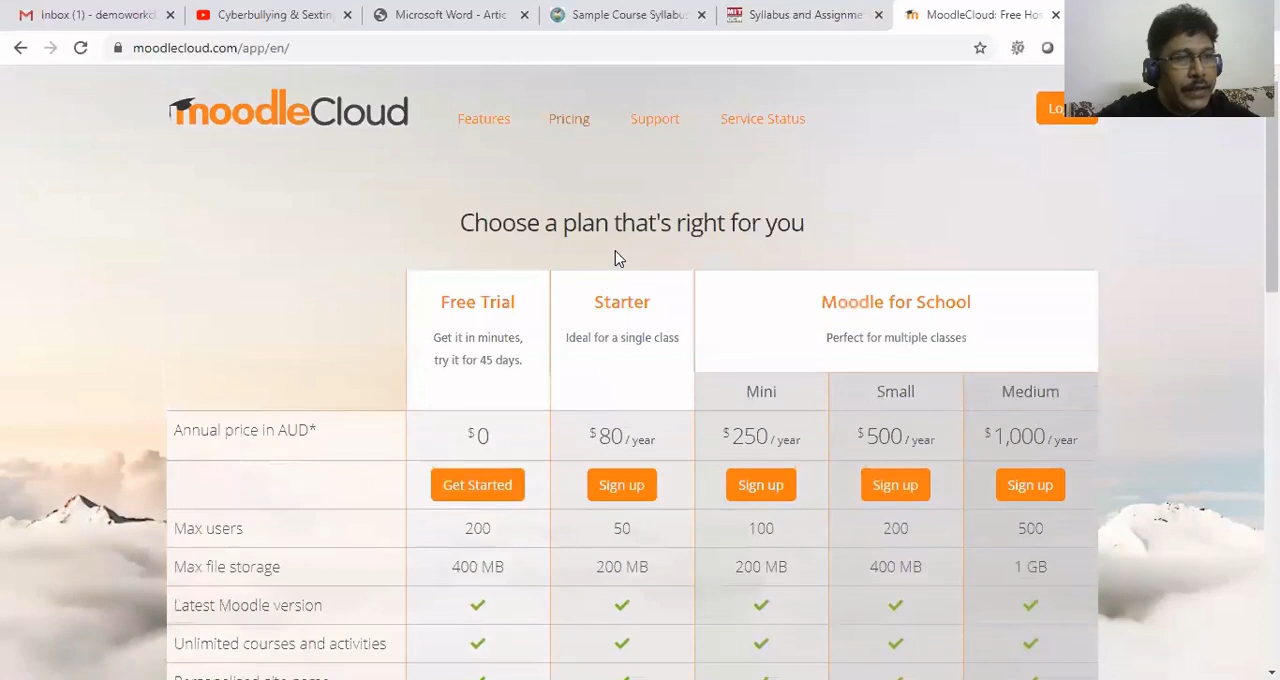 Inbox (1) - demoworkc
Cyberbullying & Sextin
Microsoft Word - Artic
Sample Course Syllabu
MIT OCW
Syllabus and Assignme
MoodleCloud: Free Hos
moodlecloud.com/app/en/
moodleCloud
Features
Pricing
Support
Service Status
Lo
Choose a plan that's right for you
Free Trial
Get it in minutes,
try it for 45 days.
Starter
Ideal for a single class
Moodle for School
Perfect for multiple classes
Mini
Small
Medium
Annual price in AUD*
$0
$80 / year
$250 / year
$500 / year
$1,000 / year
Get Started
Sign up
Sign up
Sign up
Sign up
Max users
200
50
100
200
500
Max file storage
400 MB
200 MB
200 MB
400 MB
1 GB
Latest Moodle version
Unlimited courses and activities